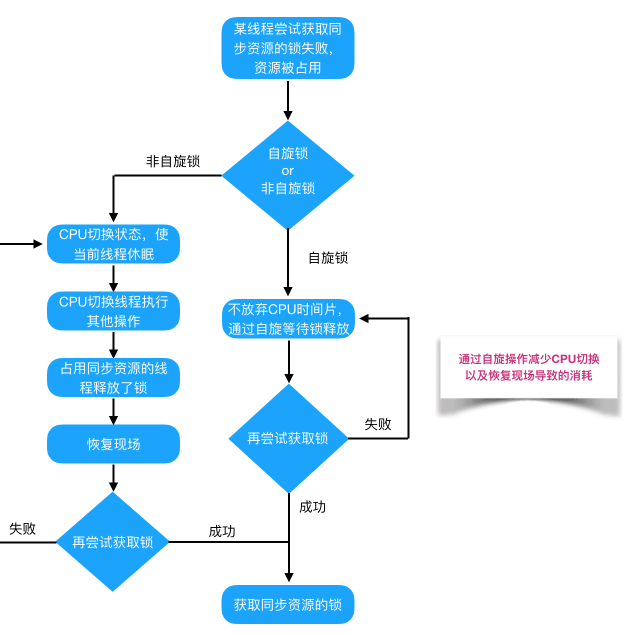 某线程尝试获取同
步资源的锁失败，
资源被占用
自旋锁
or
非自旋锁
非自旋锁
自旋锁
CPU切换状态，使
当前线程休眠
CPU切换线程执行
其他操作
占用同步资源的线
程释放了锁
恢复现场
再尝试获取锁
失败
成功
不放弃CPU时间片，
通过自旋等待锁释放
再尝试获取锁
失败
成功
获取同步资源的锁
通过自旋操作减少CPU切换
以及恢复现场导致的消耗